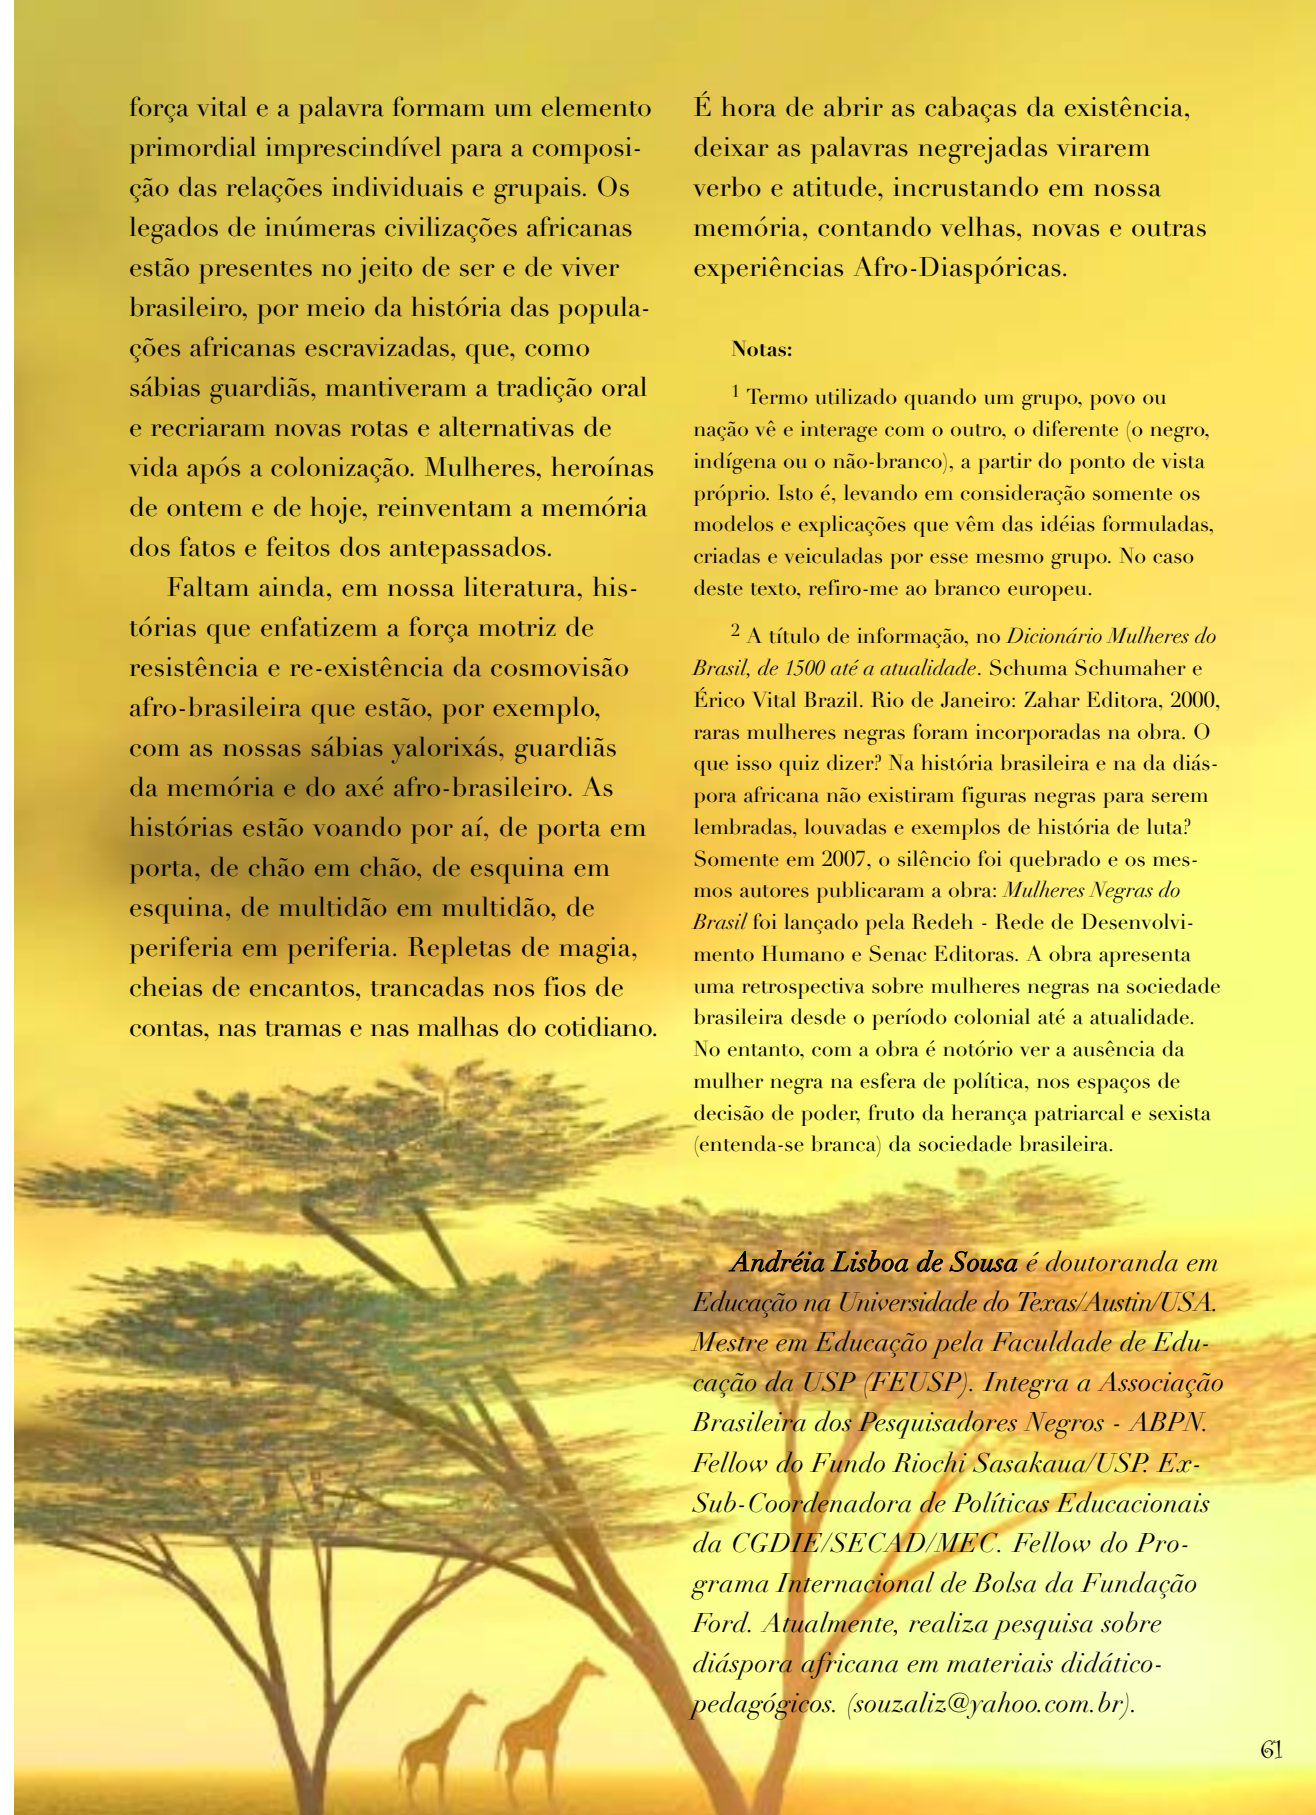 força vital e a palavra formam um elemento
primordial imprescindível para a composi-
ção das relações individuais e grupais. Os
legados de inúmeras civilizações africanas
estão presentes no jeito de ser e de viver
brasileiro, por meio da história das popula-
ções africanas escravizadas, que, como
sábias guardiãs, mantiveram a tradição oral
e recriaram novas rotas e alternativas de
vida após a colonização. Mulheres, heroínas
de ontem e de hoje, reinventam a memória
dos fatos e feitos dos antepassados.
Faltam ainda, em nossa literatura, his-
tórias que enfatizem a força motriz de
resistência e re-existência da cosmovisão
afro-brasileira que estão, por exemplo,
com as nossas sábias yalorixás, guardiãs
da memória e do axé afro-brasileiro. As
histórias estão voando por aí, de porta em
porta, de chão em chão, de esquina em
esquina, de multidão em multidão, de
periferia em periferia. Repletas de magia,
cheias de encantos, trancadas nos fios de
contas, nas tramas e nas malhas do cotidiano.
É hora de abrir as cabaças da existência,
deixar as palavras negrejadas virarem
verbo e atitude, incrustando em nossa
memória, contando velhas, novas e outras
experiências Afro-Diaspóricas.
Notas:
1 Termo utilizado quando um grupo, povo ou
nação vê e interage com o outro, o diferente (o negro,
indígena ou o não-branco), a partir do ponto de vista
próprio. Isto é, levando em consideração somente os
modelos e explicações que vêm das idéias formuladas,
criadas e veiculadas por esse mesmo grupo. No caso
deste texto, refiro-me ao branco europeu.
2 A título de informação, no Dicionário Mulheres do
Brasil, de 1500 até a atualidade. Schuma Schumaher e
Érico Vital Brazil. Rio de Janeiro: Zahar Editora, 2000,
raras mulheres negras foram incorporadas na obra. O
que isso quiz dizer? Na história brasileira e na da diás-
pora africana não existiram figuras negras para serem
lembradas, louvadas e exemplos de história de luta?
Somente em 2007, o silêncio foi quebrado e os mes-
mos autores publicaram a obra: Mulheres Negras do
Brasil foi lançado pela Redeh - Rede de Desenvolvi-
mento Humano e Senac Editoras. A obra apresenta
uma retrospectiva sobre mulheres negras na sociedade
brasileira desde o período colonial até a atualidade.
No entanto, com a obra é notório ver a ausência da
mulher negra na esfera de política, nos espaços de
decisão de poder, fruto da herança patriarcal e sexista
(entenda-se branca) da sociedade brasileira.
Andréia Lisboa de Sousa é doutoranda em
Educação na Universidade do Texas/Austin/USA.
Mestre em Educação pela Faculdade de Edu-
cação da USP (FEUSP). Integra a Associação
Brasileira dos Pesquisadores Negros - ABPN.
Fellow do Fundo Riochi Sasakaua/USP. Ex-
Sub-Coordenadora de Políticas Educacionais
da CGDIE/SECAD/MEC. Fellow do Pro-
grama Internacional de Bolsa da Fundação
Ford. Atualmente, realiza pesquisa sobre
diáspora africana em materiais didático-
pedagógicos. (souzaliz@yahoo.com.br).
61